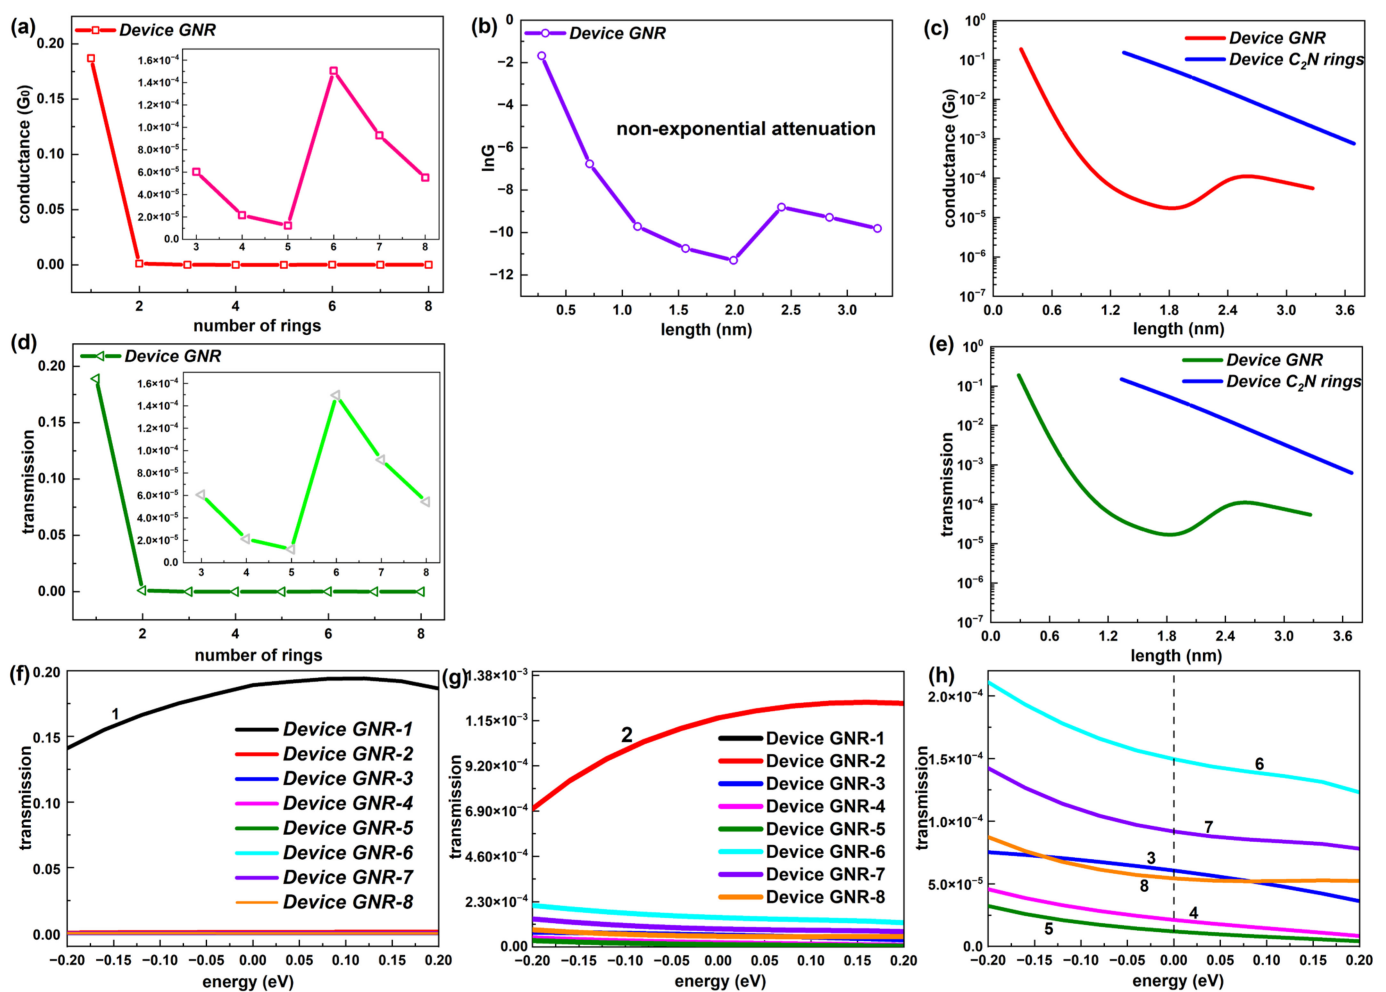 (a)
Device GNR
0.20
0.15
0.10
0.05
0.00
conductance (G₀)
1.6×10⁻⁴
1.4×10⁻⁴
1.2×10⁻⁴
1.0×10⁻⁴
8.0×10⁻⁵
6.0×10⁻⁵
4.0×10⁻⁵
2.0×10⁻⁵
0.0
3 4 5 6 7 8
2 4 6 8
number of rings
(b)
Device GNR
non-exponential attenuation
0
−2
−4
−6
−8
−10
−12
lnG
0.5 1.0 1.5 2.0 2.5 3.0
length (nm)
(c)
Device GNR
Device C₂N rings
10⁰
10⁻¹
10⁻²
10⁻³
10⁻⁴
10⁻⁵
10⁻⁶
10⁻⁷
conductance (G₀)
0.0 0.6 1.2 1.8 2.4 3.0 3.6
length (nm)
(d)
Device GNR
0.20
0.15
0.10
0.05
0.00
transmission
1.6×10⁻⁴
1.4×10⁻⁴
1.2×10⁻⁴
1.0×10⁻⁴
8.0×10⁻⁵
6.0×10⁻⁵
4.0×10⁻⁵
2.0×10⁻⁵
0.0
3 4 5 6 7 8
2 4 6 8
number of rings
(e)
Device GNR
Device C₂N rings
10⁰
10⁻¹
10⁻²
10⁻³
10⁻⁴
10⁻⁵
10⁻⁶
10⁻⁷
transmission
0.0 0.6 1.2 1.8 2.4 3.0 3.6
length (nm)
(f)
0.20
0.15
0.10
0.05
0.00
transmission
1
Device GNR-1
Device GNR-2
Device GNR-3
Device GNR-4
Device GNR-5
Device GNR-6
Device GNR-7
Device GNR-8
−0.20 −0.15 −0.10 −0.05 0.00 0.05 0.10 0.15 0.20
energy (eV)
(g)
1.38×10⁻³
1.15×10⁻³
9.20×10⁻⁴
6.90×10⁻⁴
4.60×10⁻⁴
2.30×10⁻⁴
0.00
transmission
2
Device GNR-1
Device GNR-2
Device GNR-3
Device GNR-4
Device GNR-5
Device GNR-6
Device GNR-7
Device GNR-8
−0.20 −0.15 −0.10 −0.05 0.00 0.05 0.10 0.15 0.20
energy (eV)
(h)
2.0×10⁻⁴
1.5×10⁻⁴
1.0×10⁻⁴
5.0×10⁻⁵
0.0
transmission
6
7
3
8
4
5
−0.20 −0.15 −0.10 −0.05 0.00 0.05 0.10 0.15 0.20
energy (eV)